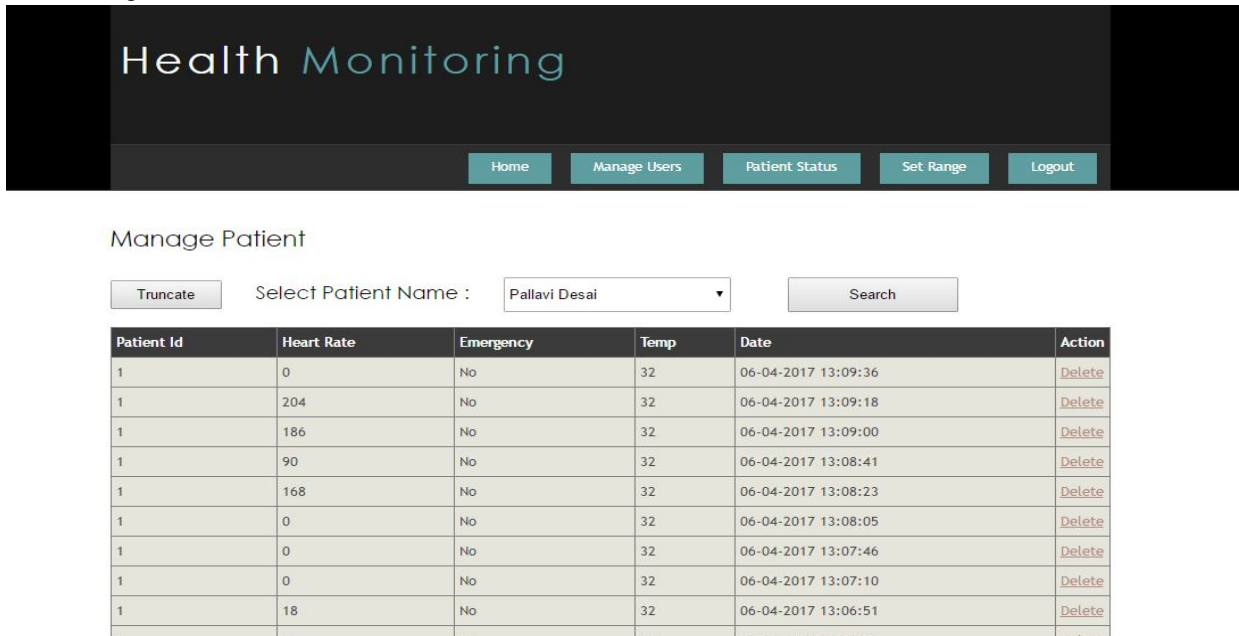 Health Monitoring
Home Manage Users Patient Status Set Range Logout
Manage Patient
Truncate Select Patient Name : Pallavi Desai Search
Patient Id Heart Rate Emergency Temp Date Action
1 0 No 32 06-04-2017 13:09:36 Delete
1 204 No 32 06-04-2017 13:09:18 Delete
1 186 No 32 06-04-2017 13:09:00 Delete
1 90 No 32 06-04-2017 13:08:41 Delete
1 168 No 32 06-04-2017 13:08:23 Delete
1 0 No 32 06-04-2017 13:08:05 Delete
1 0 No 32 06-04-2017 13:07:46 Delete
1 0 No 32 06-04-2017 13:07:10 Delete
1 18 No 32 06-04-2017 13:06:51 Delete